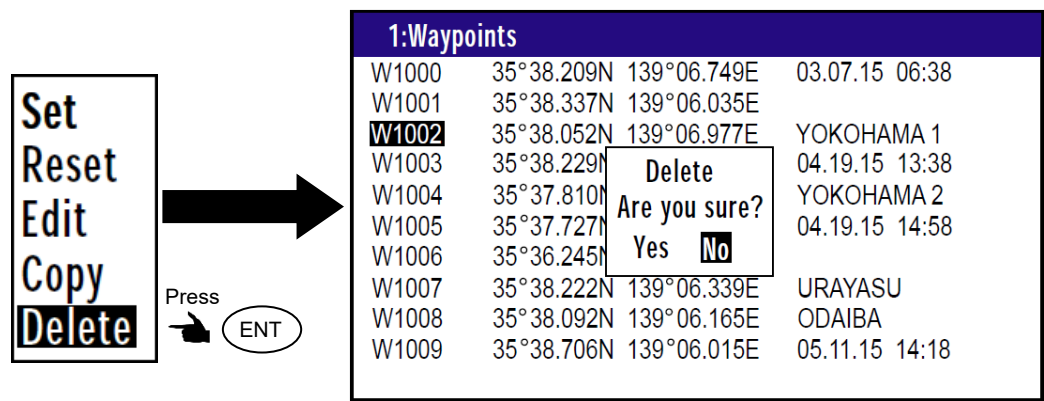 Set
Reset
Edit
Copy
Delete
Press
ENT
1:Waypoints
W1000 35°38.209N 139°06.749E 03.07.15 06:38
W1001 35°38.337N 139°06.035E
W1002 35°38.052N 139°06.977E YOKOHAMA 1
W1003 35°38.229N 04.19.15 13:38
W1004 35°37.810N YOKOHAMA 2
W1005 35°37.727N 04.19.15 14:58
W1006 35°36.245N
W1007 35°38.222N 139°06.339E URAYASU
W1008 35°38.092N 139°06.165E ODAIBA
W1009 35°38.706N 139°06.015E 05.11.15 14:18
Delete
Are you sure?
Yes No